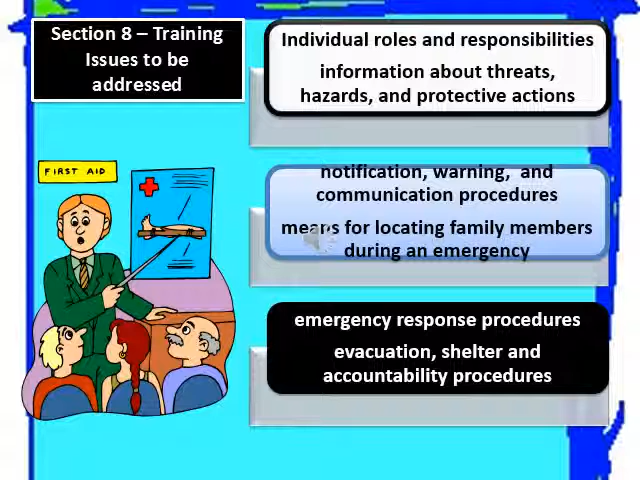 Section 8 – Training
Issues to be
addressed
Individual roles and responsibilities
information about threats,
hazards, and protective actions
FIRST AID
notification, warning, and
communication procedures
means for locating family members
during an emergency
emergency response procedures
evacuation, shelter and
accountability procedures